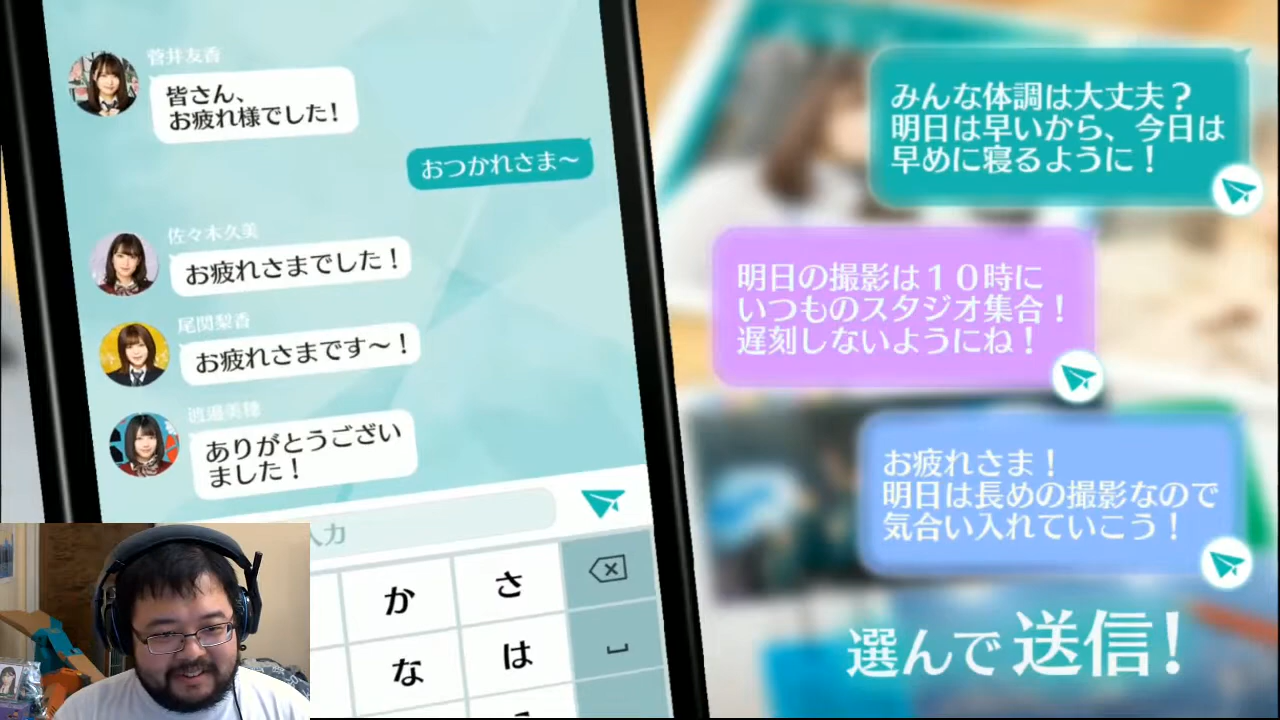 菅井友香
皆さん、
お疲れ様でした!
おつかれさま〜
佐々木久美
お疲れさまでした!
尾関梨香
お疲れさまです〜!
渡邉美穂
ありがとうござい
ました!
入力
か
さ
な
は
みんな体調は大丈夫?
明日は早いから、今日は
早めに寝るように!
明日の撮影は10時に
いつものスタジオ集合!
遅刻しないようにね!
お疲れさま!
明日は長めの撮影なので
気合い入れていこう!
選んで送信!